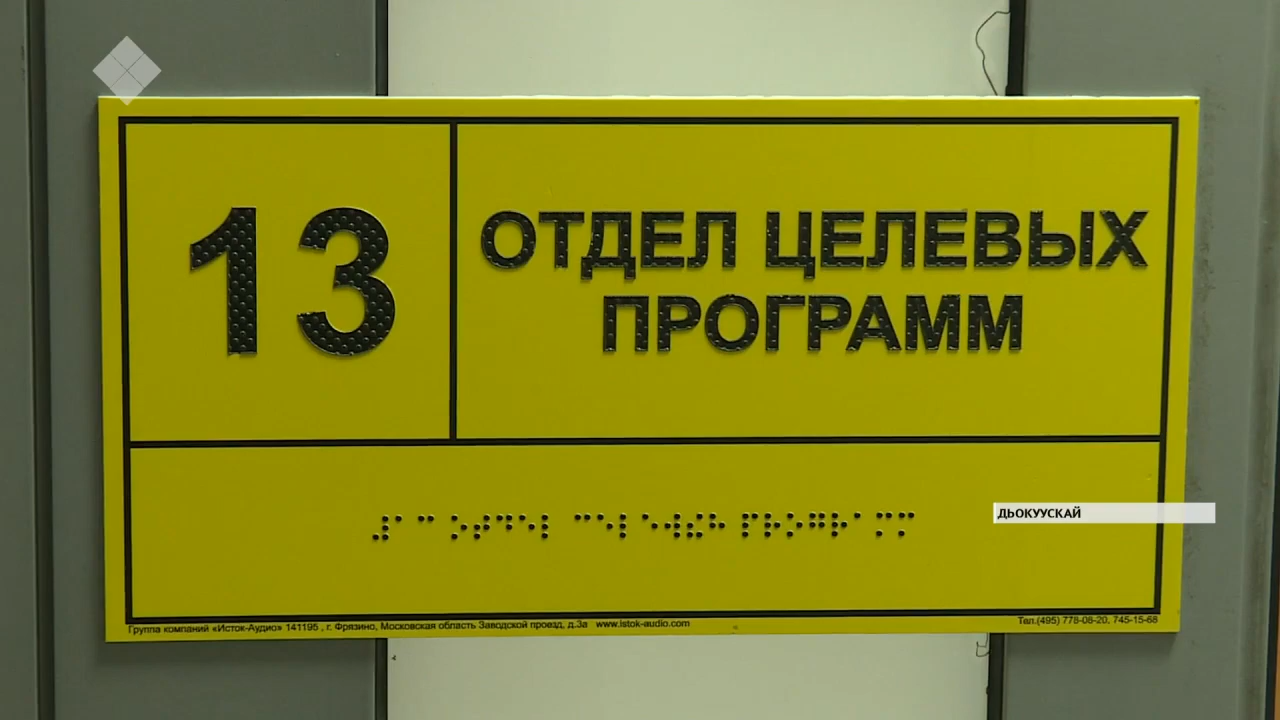 13
ОТДЕЛ ЦЕЛЕВЫХ
ПРОГРАММ
ДЬОКУУСКАЙ
Группа компаний «Исток-Аудио» 141195 , г. Фрязино, Московская область Заводской проезд, д.3а www.istok-audio.com
Тел.(495) 778-08-20, 745-15-68